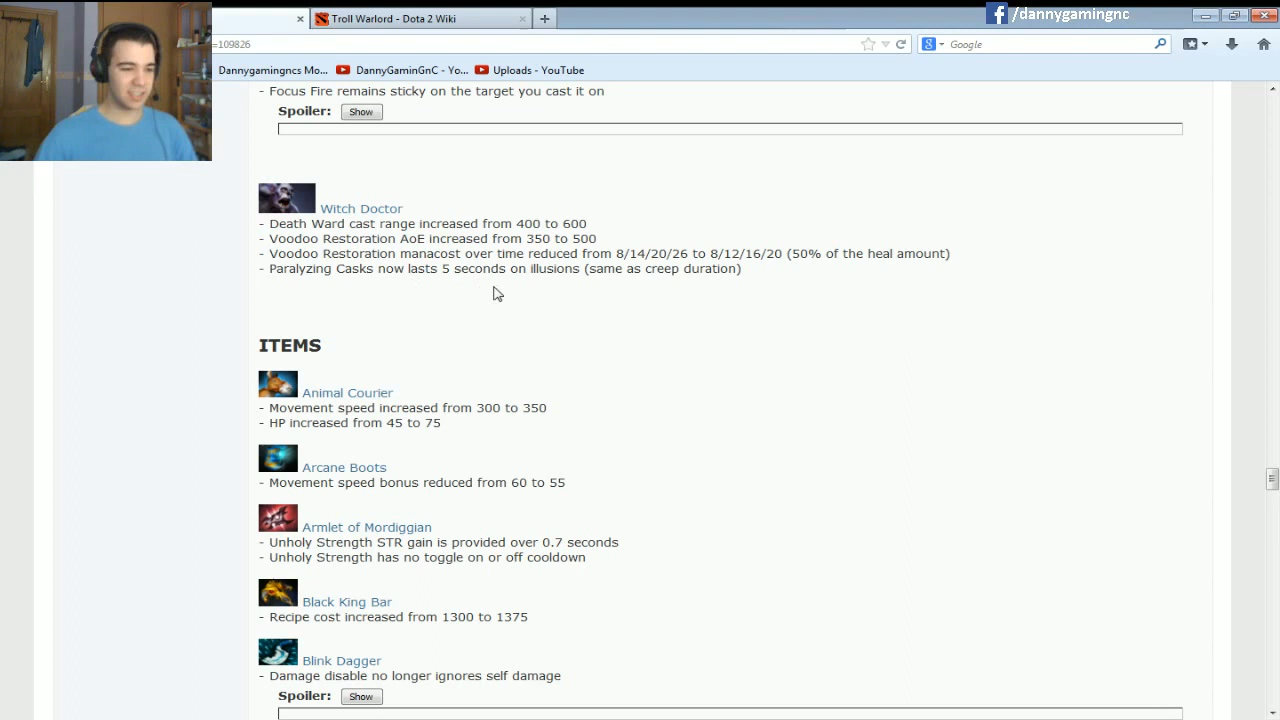 Troll Warlord - Dota 2 Wiki
/dannygamingnc
=109826
Google
Dannygamingncs Mo...
DannyGaminGnC - Yo...
Uploads - YouTube
- Focus Fire remains sticky on the target you cast it on
Spoiler: Show
Witch Doctor
- Death Ward cast range increased from 400 to 600
- Voodoo Restoration AoE increased from 350 to 500
- Voodoo Restoration manacost over time reduced from 8/14/20/26 to 8/12/16/20 (50% of the heal amount)
- Paralyzing Casks now lasts 5 seconds on illusions (same as creep duration)
ITEMS
Animal Courier
- Movement speed increased from 300 to 350
- HP increased from 45 to 75
Arcane Boots
- Movement speed bonus reduced from 60 to 55
Armlet of Mordiggian
- Unholy Strength STR gain is provided over 0.7 seconds
- Unholy Strength has no toggle on or off cooldown
Black King Bar
- Recipe cost increased from 1300 to 1375
Blink Dagger
- Damage disable no longer ignores self damage
Spoiler: Show